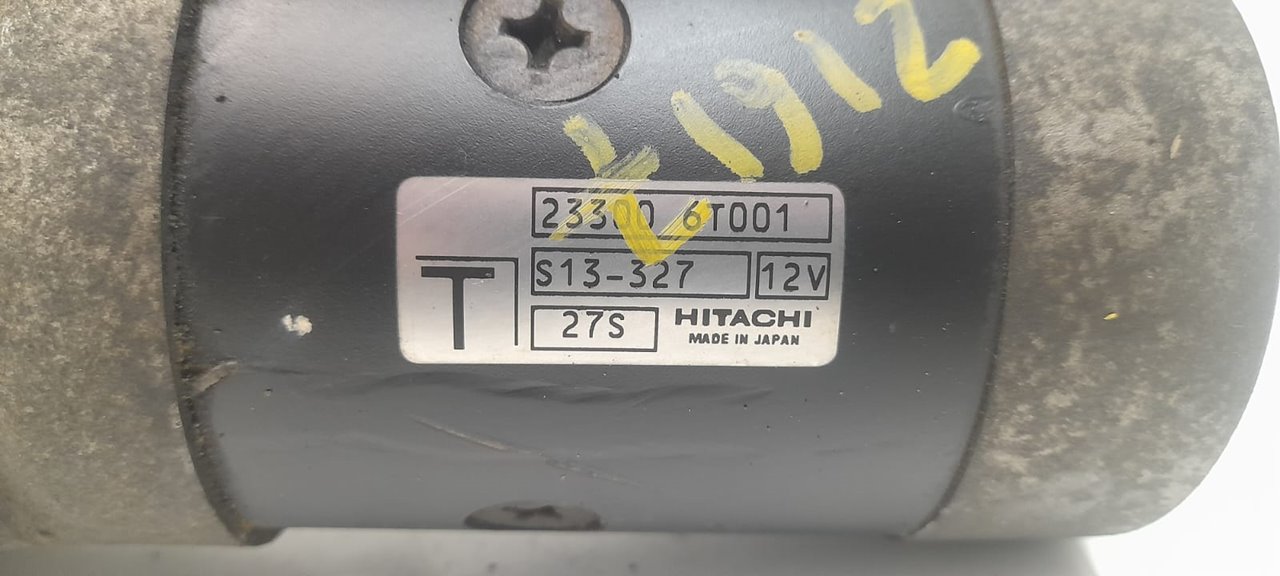 23300 6T001
S13-327 12V
T
27S HITACHI
MADE IN JAPAN